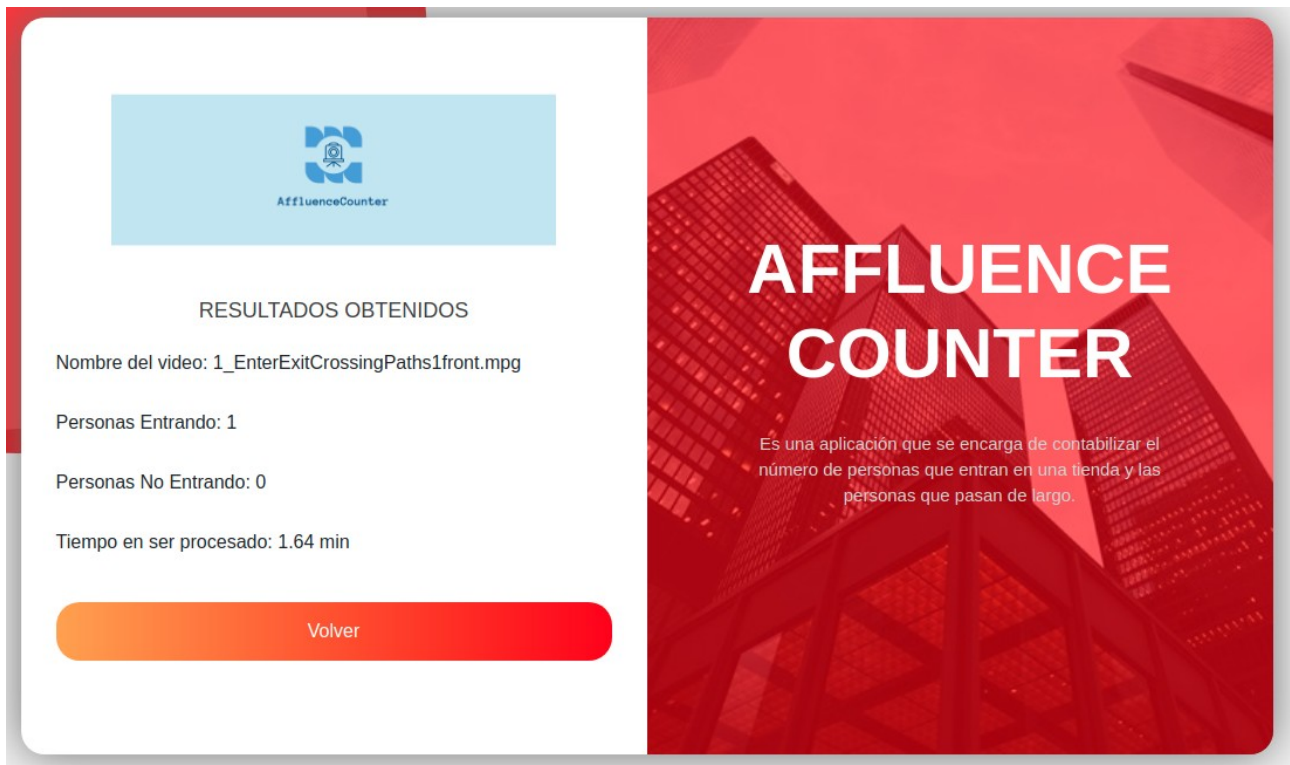 AffluenceCounter
RESULTADOS OBTENIDOS
Nombre del video: 1_EnterExitCrossingPaths1front.mpg
Personas Entrando: 1
Personas No Entrando: 0
Tiempo en ser procesado: 1.64 min
Volver
AFFLUENCE
COUNTER
Es una aplicación que se encarga de contabilizar el
número de personas que entran en una tienda y las
personas que pasan de largo.